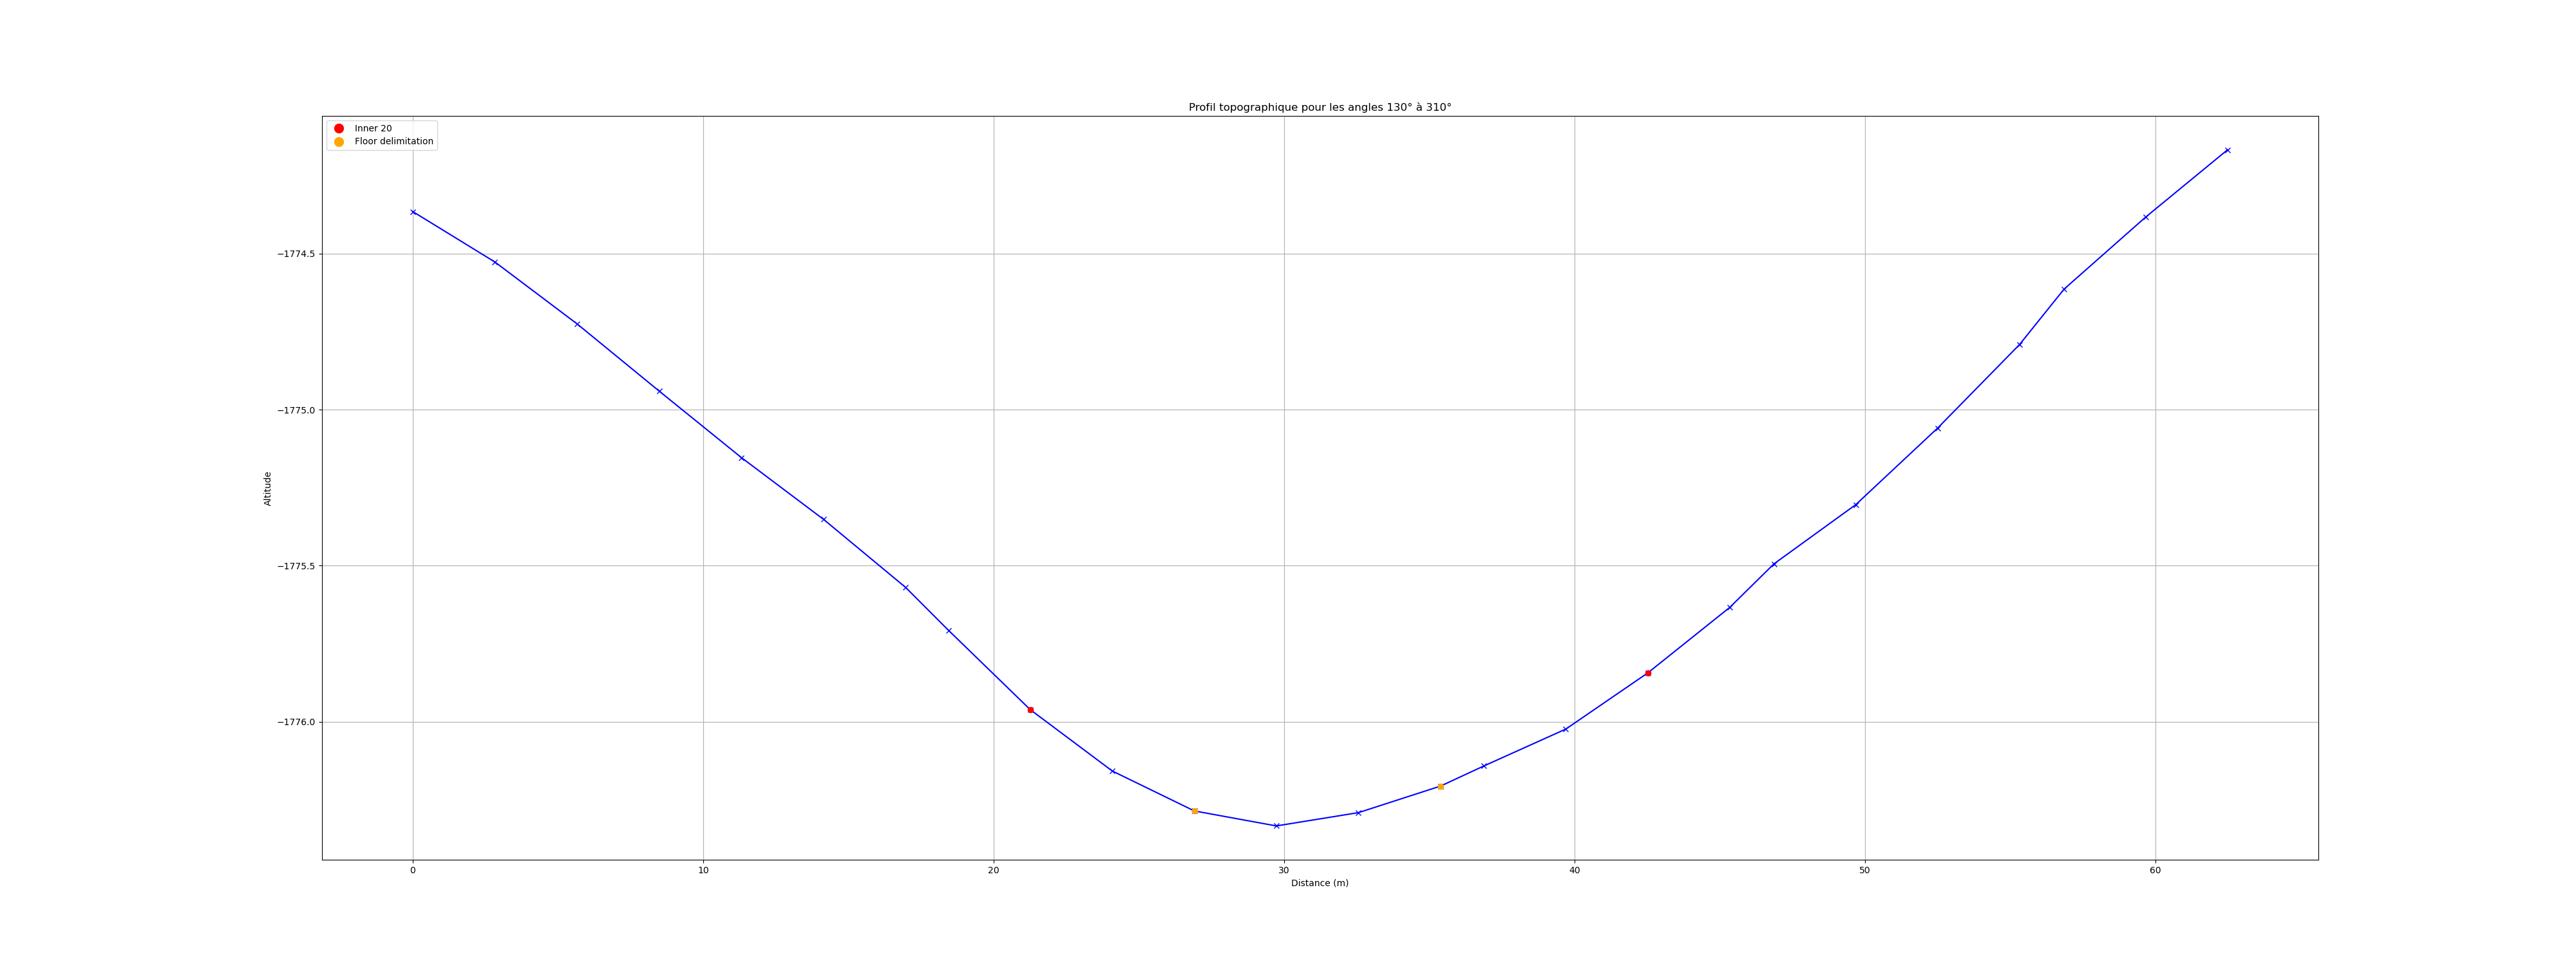 Profil topographique pour les angles 130° à 310°
Inner 20
Floor delimitation
−1774.5
−1775.0
−1775.5
−1776.0
Altitude
0 10 20 30 40 50 60
Distance (m)